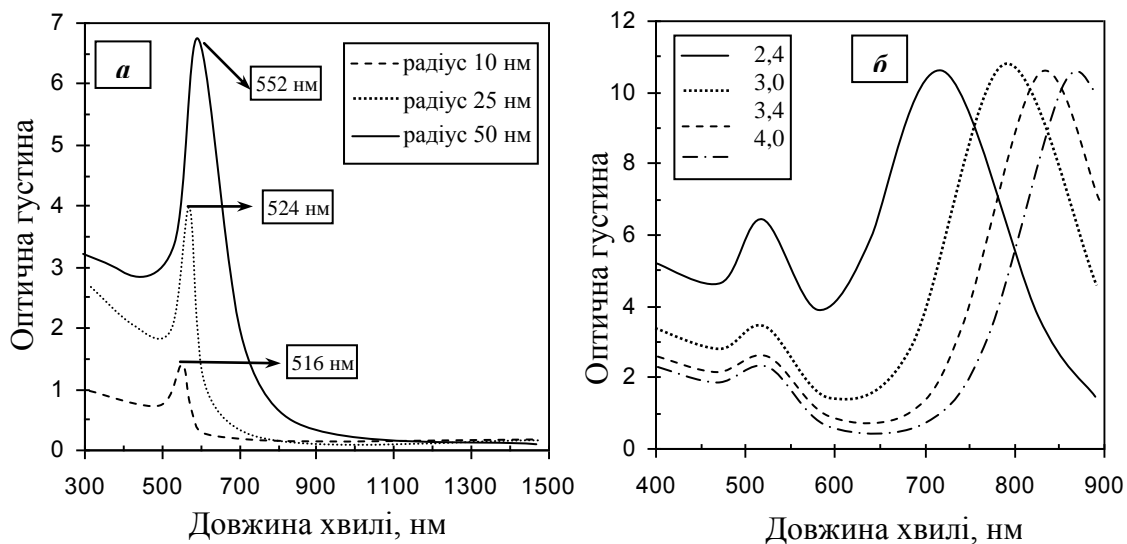 7
6
5
4
3
2
1
0
Оптична густина
а
552 нм
524 нм
516 нм
радіус 10 нм
радіус 25 нм
радіус 50 нм
300 500 700 900 1100 1300 1500
Довжина хвилі, нм
12
10
8
6
4
2
0
Оптична густина
2,4
3,0
3,4
4,0
б
400 500 600 700 800 900
Довжина хвилі, нм